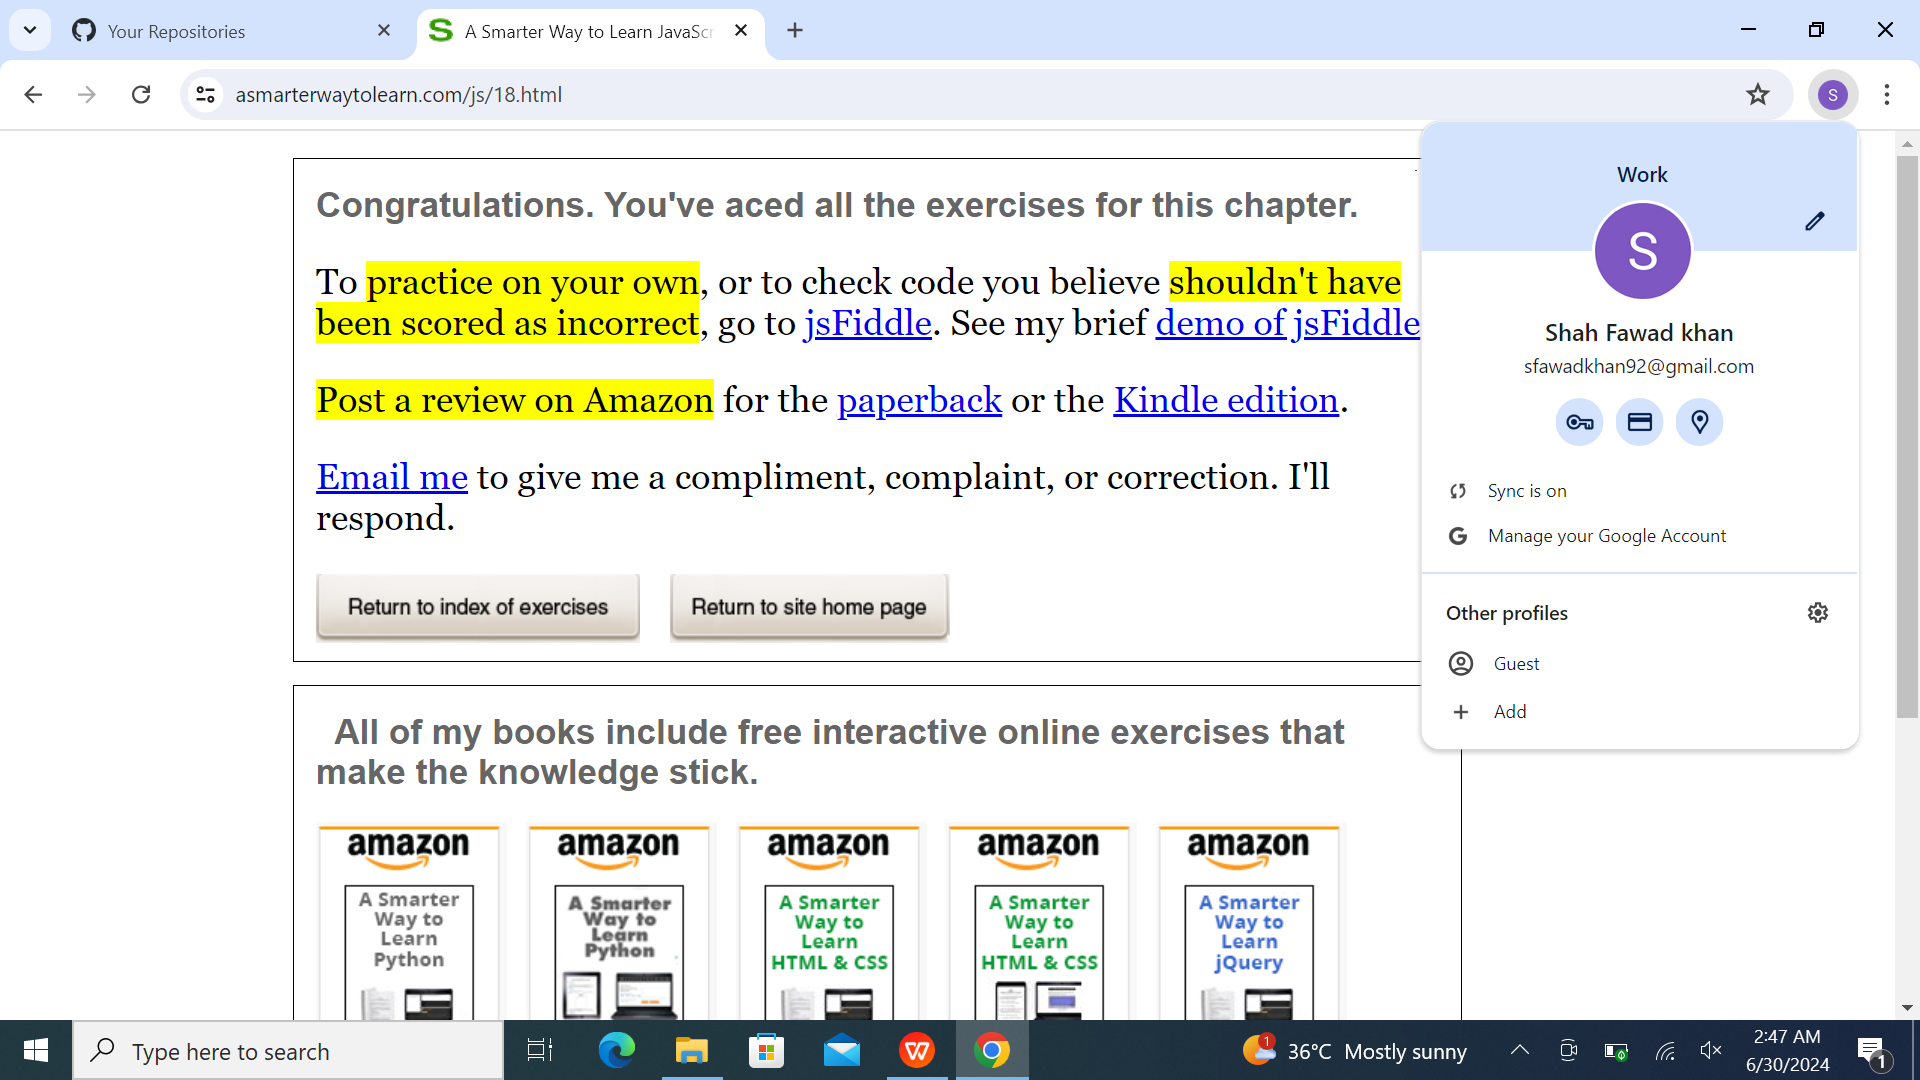 Your Repositories
A Smarter Way to Learn JavaScr
asmarterwaytolearn.com/js/18.html
S
Congratulations. You've aced all the exercises for this chapter.
To practice on your own, or to check code you believe shouldn't have
been scored as incorrect, go to jsFiddle. See my brief demo of jsFiddle
Post a review on Amazon for the paperback or the Kindle edition.
Email me to give me a compliment, complaint, or correction. I'll
respond.
Return to index of exercises
Return to site home page
All of my books include free interactive online exercises that
make the knowledge stick.
amazon
A Smarter
Way to
Learn
Python
amazon
A Smarter
Way to
Learn
Python
amazon
A Smarter
Way to
Learn
HTML & CSS
amazon
A Smarter
Way to
Learn
HTML & CSS
amazon
A Smarter
Way to
Learn
jQuery
Work
S
Shah Fawad khan
sfawadkhan92@gmail.com
Sync is on
Manage your Google Account
Other profiles
Guest
Add
Type here to search
1
36°C Mostly sunny
2:47 AM
6/30/2024
1